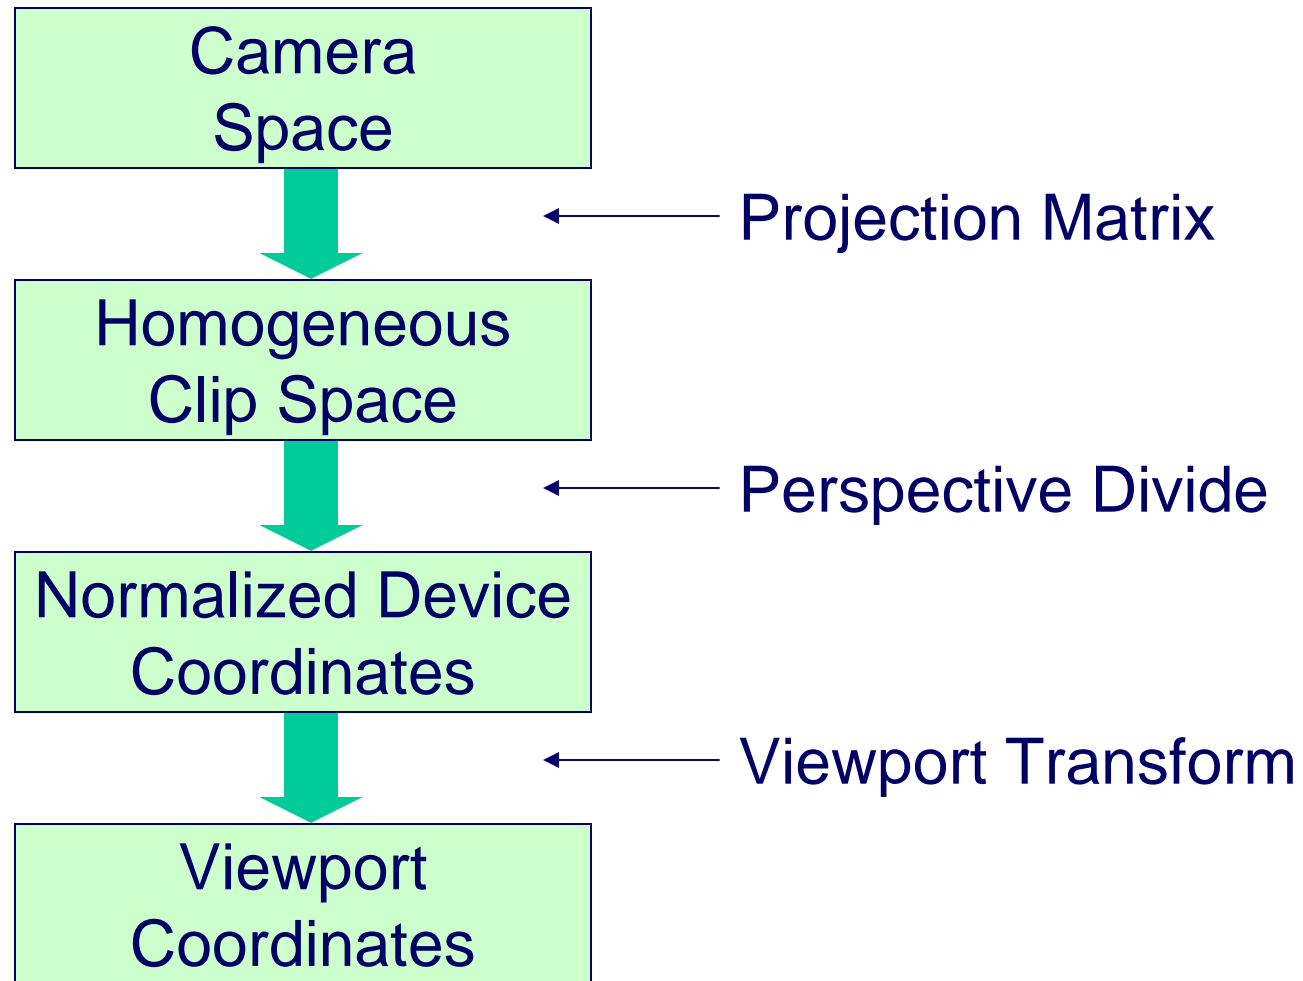 Camera
Space
Projection Matrix
Homogeneous
Clip Space
Perspective Divide
Normalized Device
Coordinates
Viewport Transform
Viewport
Coordinates